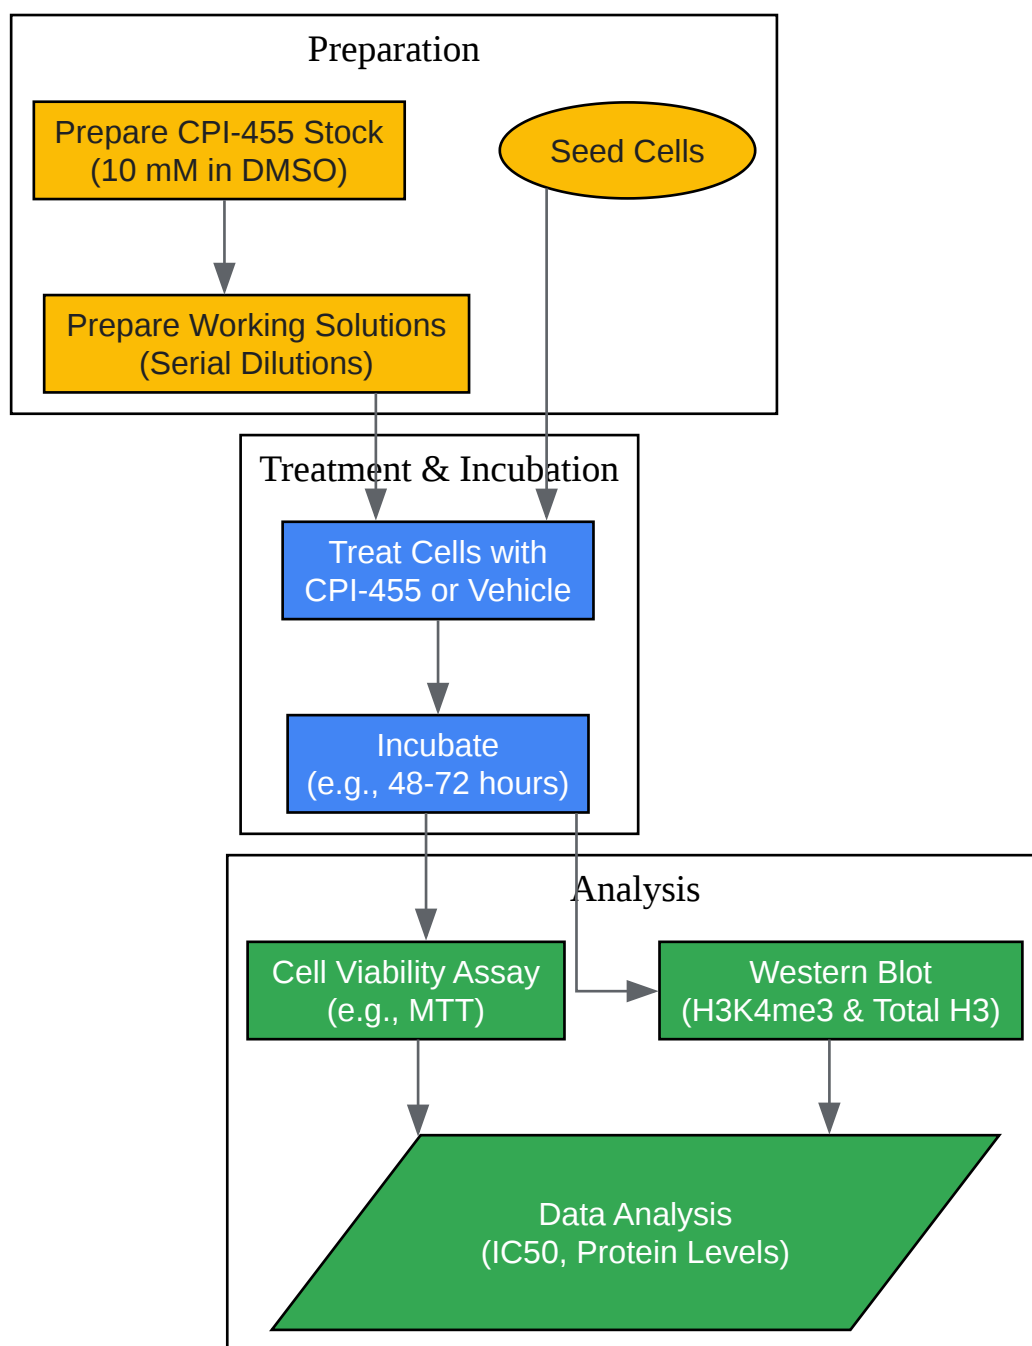 Preparation
Prepare CPI-455 Stock
(10 mM in DMSO)
Seed Cells
Prepare Working Solutions
(Serial Dilutions)
Treatment & Incubation
Treat Cells with
CPI-455 or Vehicle
Incubate
(e.g., 48-72 hours)
Analysis
Cell Viability Assay
(e.g., MTT)
Western Blot
(H3K4me3 & Total H3)
Data Analysis
(IC50, Protein Levels)